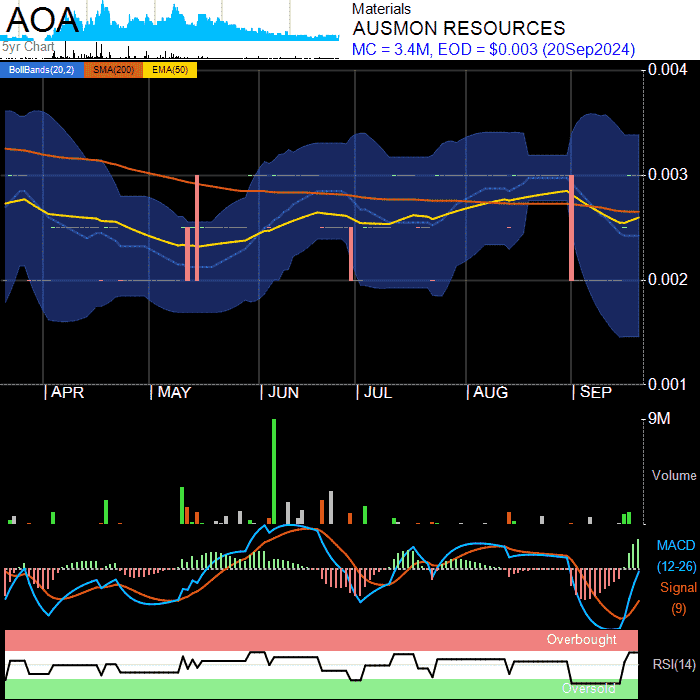 AOA
5yr Chart
Materials
AUSMON RESOURCES
MC = 3.4M, EOD = $0.003 (20Sep2024)
BollBands(20,2) SMA(200) EMA(50)
0.004
0.003
0.002
0.001
APR MAY JUN JUL AUG SEP
9M
Volume
MACD
(12-26)
Signal
(9)
Overbought
RSI(14)
Oversold